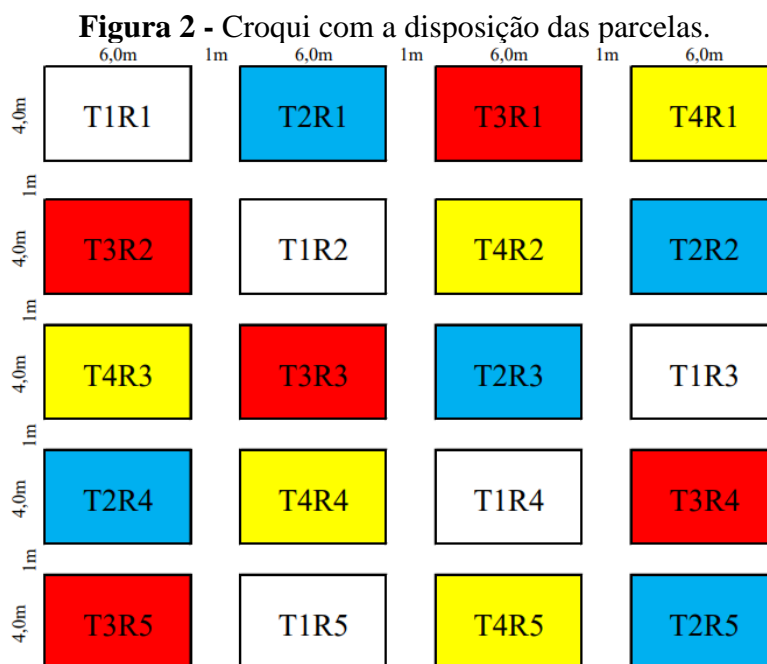 Figura 2 - Croqui com a disposição das parcelas.
6,0m 1m 6,0m 1m 6,0m 1m 6,0m
4,0m T1R1 T2R1 T3R1 T4R1
1m
4,0m T3R2 T1R2 T4R2 T2R2
1m
4,0m T4R3 T3R3 T2R3 T1R3
1m
4,0m T2R4 T4R4 T1R4 T3R4
1m
4,0m T3R5 T1R5 T4R5 T2R5